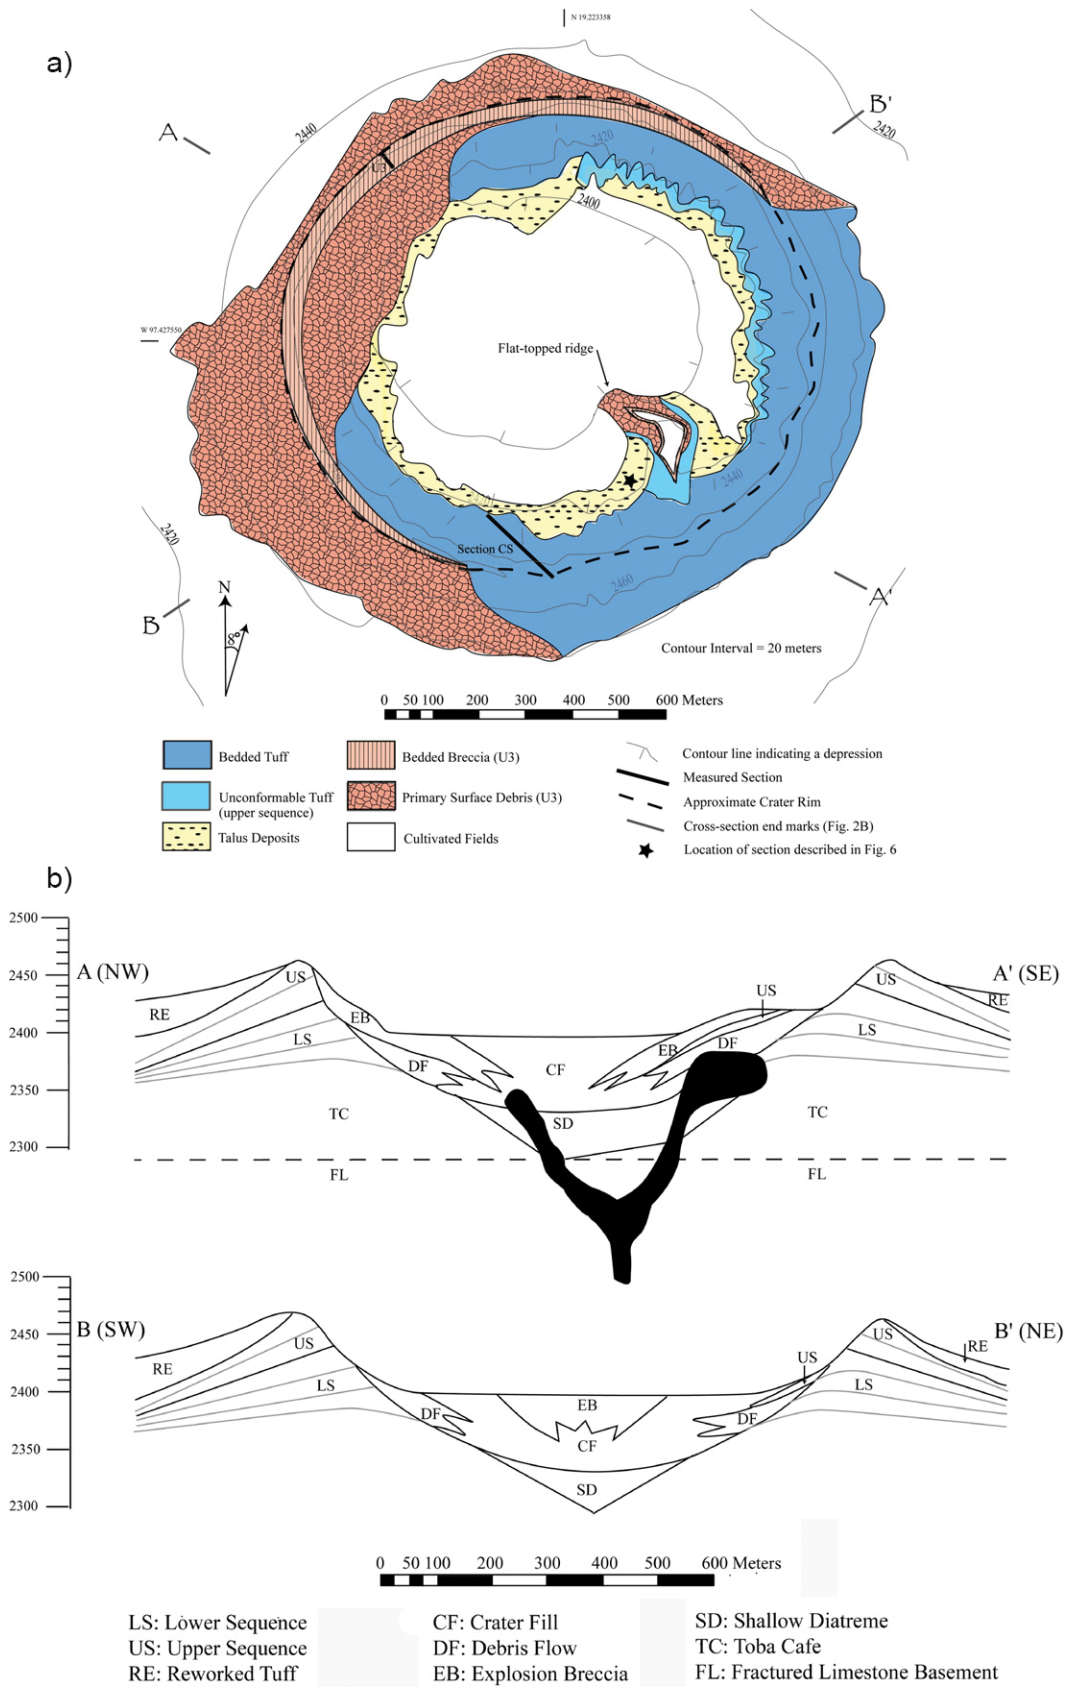 a)
N 19.223358
B'
2420
A
2440
2420
U3
2400
W 97.427550
Flat-topped ridge
2440
2420
Section CS
2460
A'
B
N
8°
Contour Interval = 20 meters
0 50 100 200 300 400 500 600 Meters
Bedded Tuff
Bedded Breccia (U3)
Contour line indicating a depression
Measured Section
Unconformable Tuff
(upper sequence)
Primary Surface Debris (U3)
Approximate Crater Rim
Cross-section end marks (Fig. 2B)
Talus Deposits
Cultivated Fields
Location of section described in Fig. 6
b)
2500
A (NW)
A' (SE)
2450
US
US
US
RE
RE
EB
2400
LS
LS
DF
EB
DF
CF
2350
TC
SD
TC
2300
FL
FL
2500
B (SW)
B' (NE)
2450
US
US
RE
RE
US
2400
LS
LS
EB
DF
DF
CF
2350
SD
2300
0 50 100 200 300 400 500 600 Meters
LS: Lower Sequence
CF: Crater Fill
SD: Shallow Diatreme
US: Upper Sequence
DF: Debris Flow
TC: Toba Cafe
RE: Reworked Tuff
EB: Explosion Breccia
FL: Fractured Limestone Basement